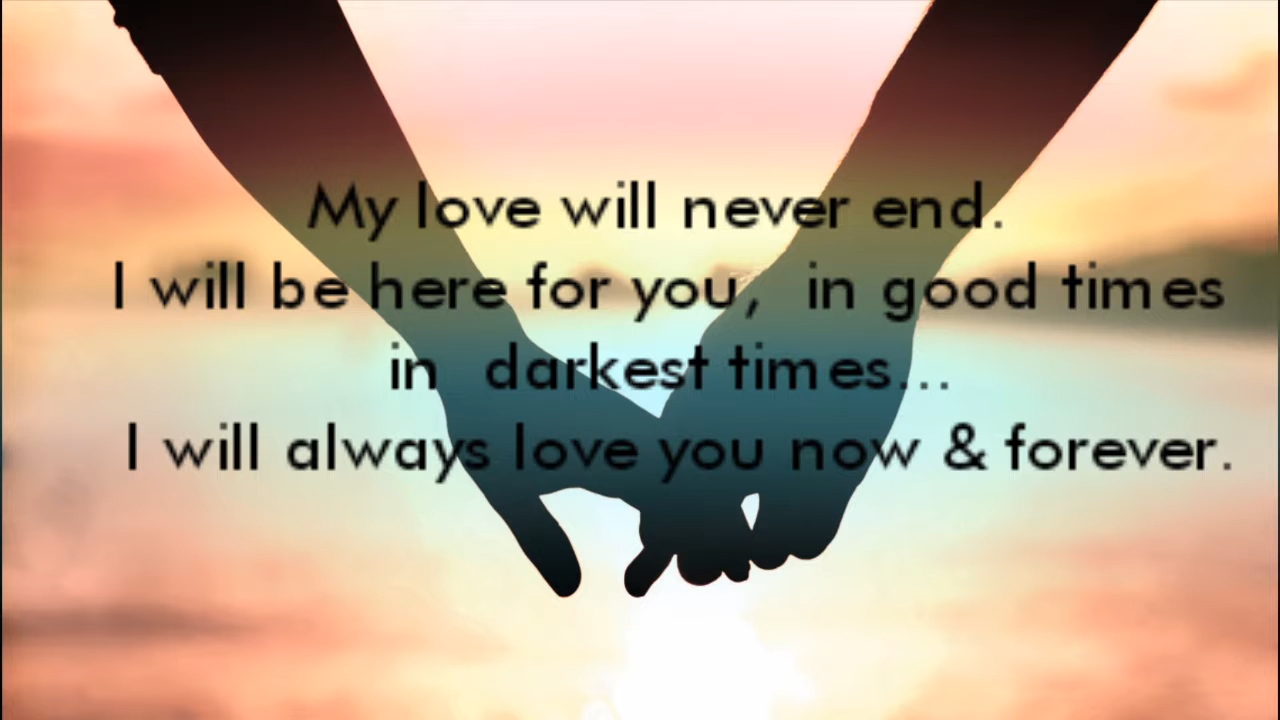 My love will never end.
I will be here for you, in good times
in darkest times...
I will always love you now & forever.